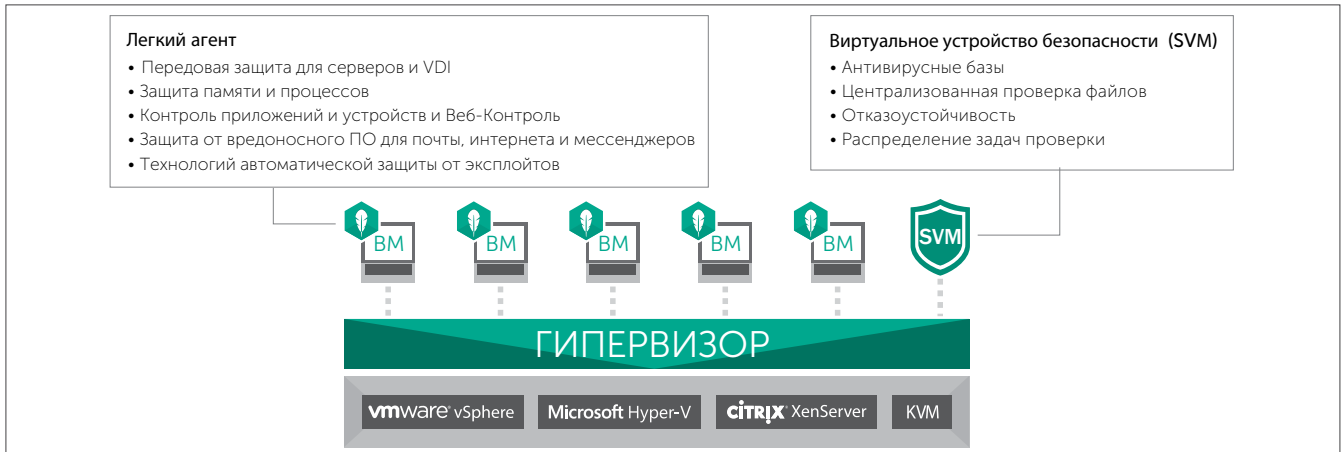 Легкий агент
• Передовая защита для серверов и VDI
• Защита памяти и процессов
• Контроль приложений и устройств и Веб-Контроль
• Защита от вредоносного ПО для почты, интернета и мессенджеров
• Технологий автоматической защиты от эксплойтов
Виртуальное устройство безопасности (SVM)
• Антивирусные базы
• Централизованная проверка файлов
• Отказоустойчивость
• Распределение задач проверки
ВМ ВМ ВМ ВМ ВМ SVM
ГИПЕРВИЗОР
vmware® vSphere Microsoft Hyper-V CITRIX® XenServer KVM